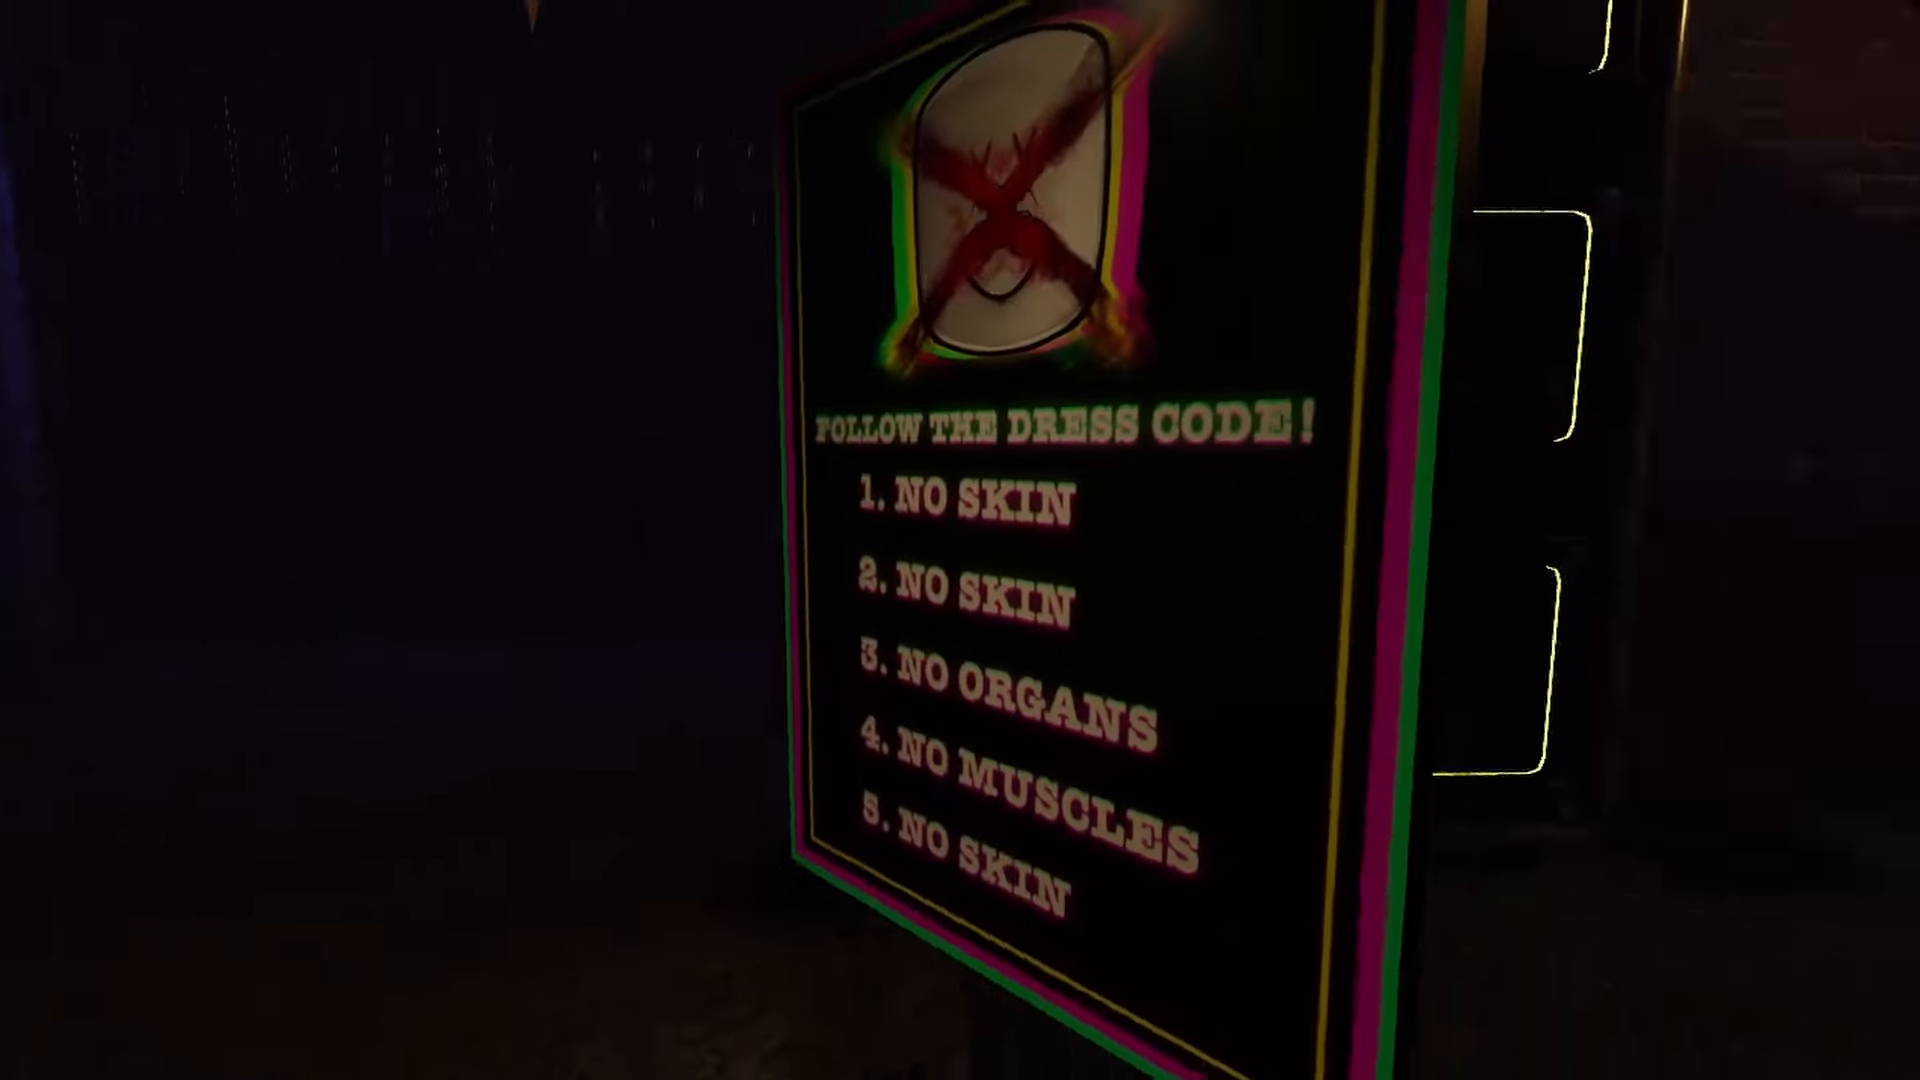 FOLLOW THE DRESS CODE!
1. NO SKIN
2. NO SKIN
3. NO ORGANS
4. NO MUSCLES
5. NO SKIN